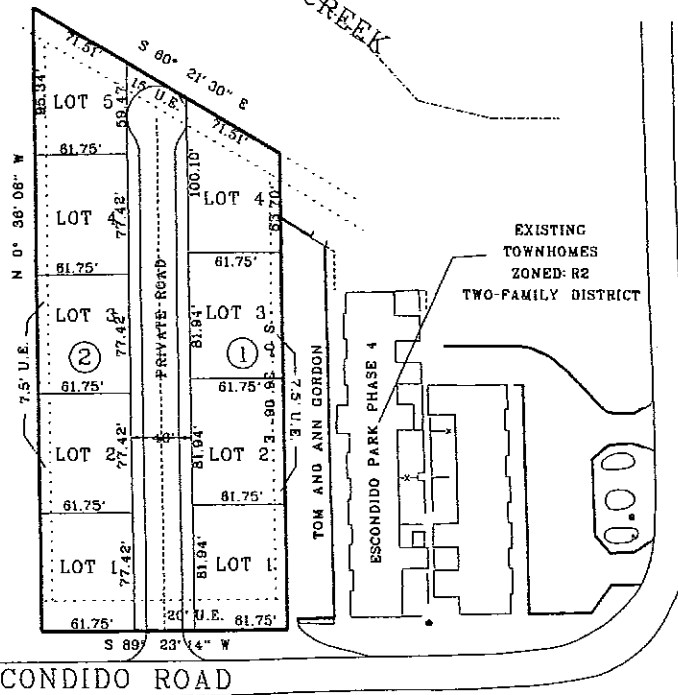 CREEK
71.51'
S 60° 21' 30" E
15' U.E.
71.51'
95.34'
LOT 5
59.47'
61.75'
N 0° 36' 06" W
100.10'
LOT 4
63.70'
LOT 4
77.42'
61.75'
61.75'
EXISTING
TOWNHOMES
ZONED: R2
TWO-FAMILY DISTRICT
PRIVATE ROAD
LOT 3
77.42'
2
LOT 3
81.94'
1
S 0° 36' 06" E
7.5' U.E.
7.5' U.E.
61.75'
61.75'
TOM AND ANN GORDON
ESCONDIDO PARK PHASE 4
LOT 2
77.42'
LOT 2
81.94'
61.75'
61.75'
LOT 1
77.42'
LOT 1
81.94'
20' U.E.
61.75'
61.75'
S 89° 23' 14" W
CONDIDO ROAD